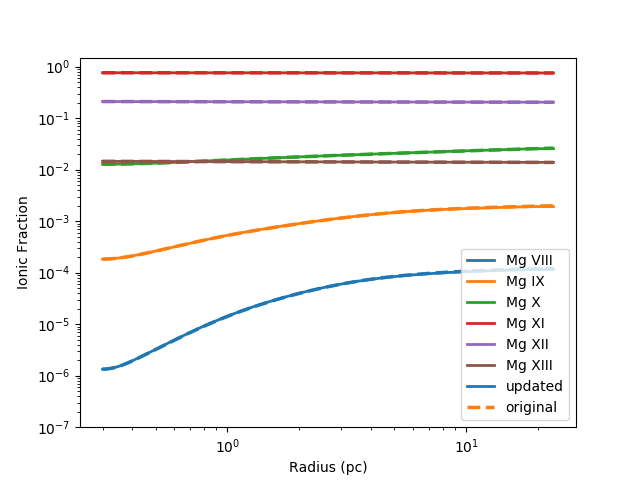 10⁰
10⁻¹
10⁻²
10⁻³
10⁻⁴
10⁻⁵
10⁻⁶
10⁻⁷
Ionic Fraction
Mg VIII
Mg IX
Mg X
Mg XI
Mg XII
Mg XIII
updated
original
10⁰
10¹
Radius (pc)